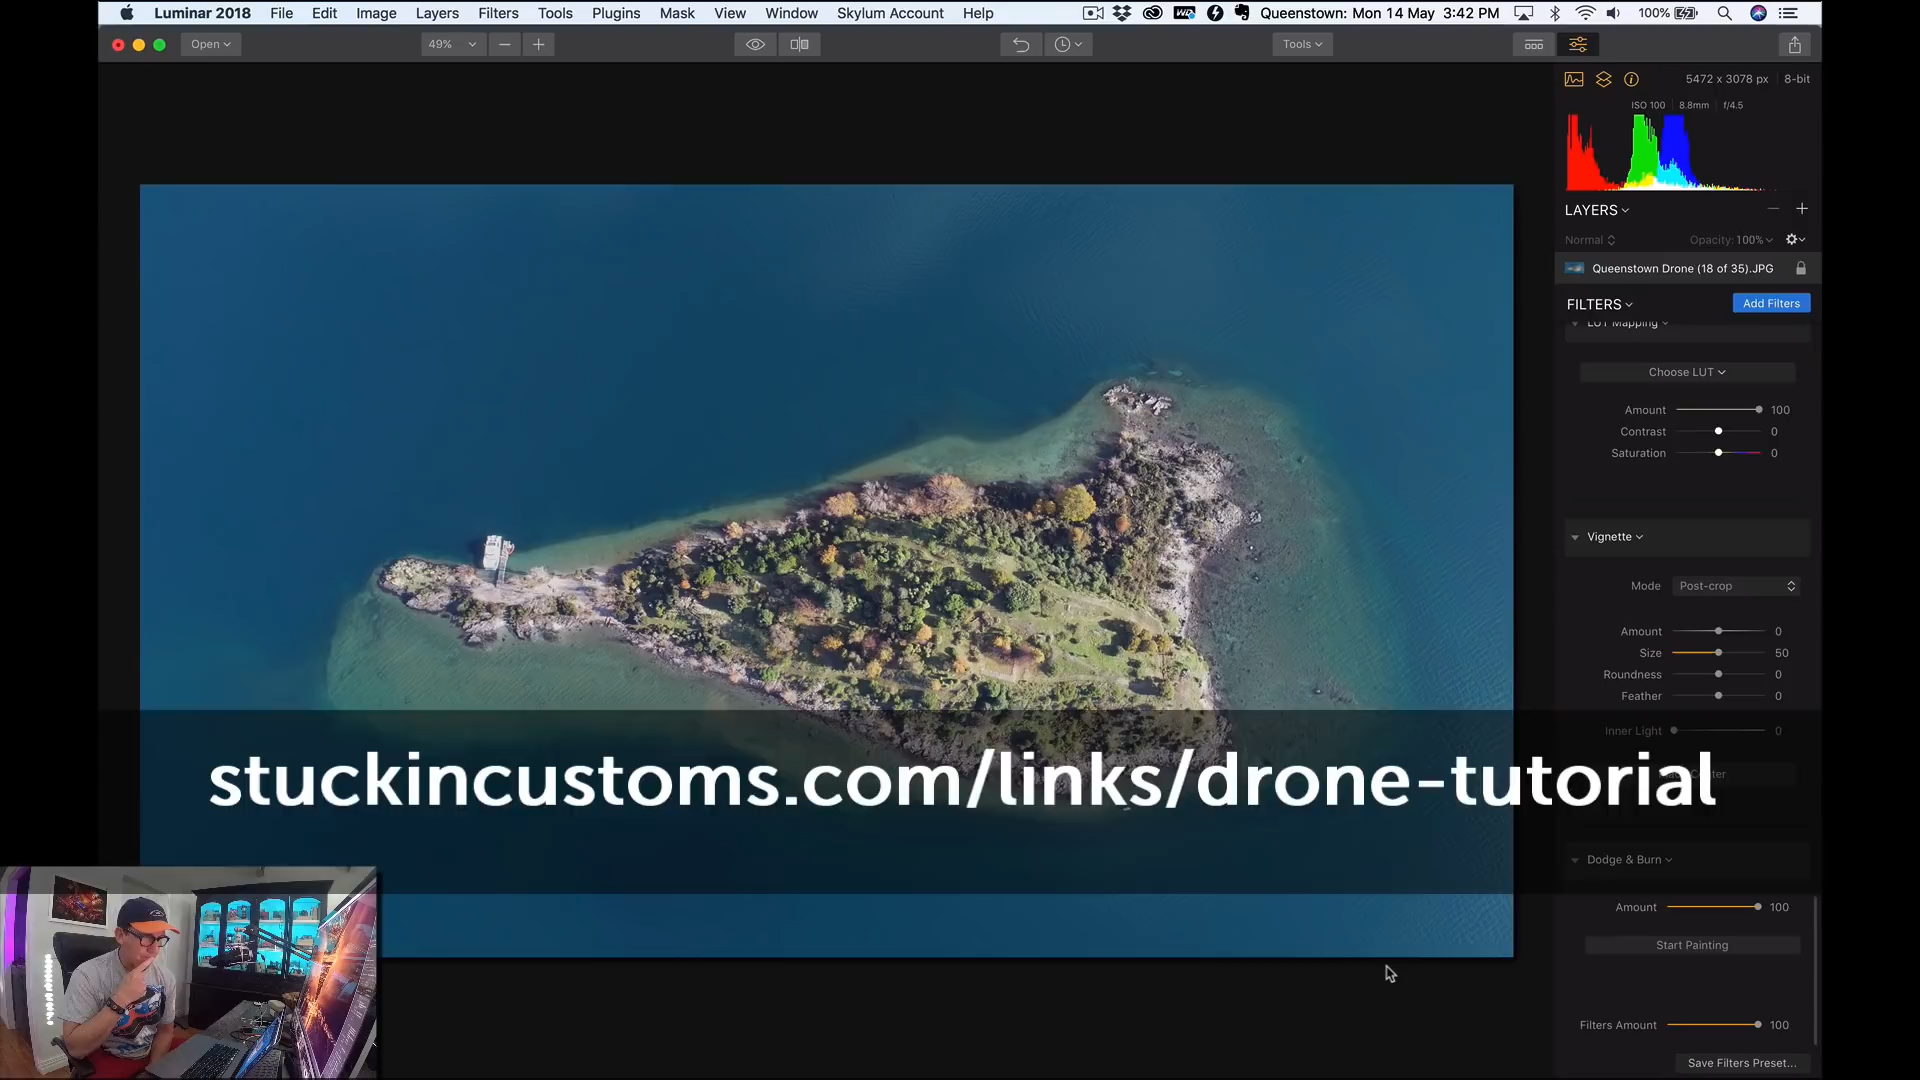 Luminar 2018 File Edit Image Layers Filters Tools Plugins Mask View Window Skylum Account Help Queenstown: Mon 14 May 3:42 PM 100%
Open 49% Tools
5472 x 3078 px 8-bit
ISO 100 8.8mm f/4.5
LAYERS
Normal Opacity: 100%
Queenstown Drone (18 of 35).JPG
FILTERS Add Filters
LUT Mapping
Choose LUT
Amount 100
Contrast 0
Saturation 0
Vignette
Mode Post-crop
Amount 0
Size 50
Roundness 0
Feather 0
Inner Light 0
stuckincustoms.com/links/drone-tutorial
Dodge & Burn
Amount 100
Start Painting
Filters Amount 100
Save Filters Preset...